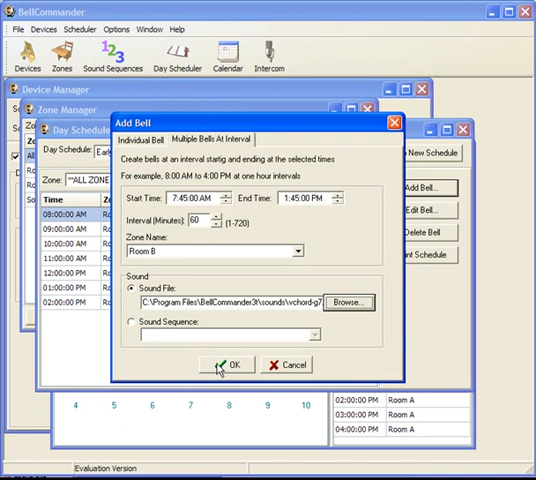 BellCommander
File Devices Scheduler Options Window Help
Devices Zones Sound Sequences Day Scheduler Calendar Intercom
Device Manager
Zone Manager
Day Schedule
Add Bell
Individual Bell Multiple Bells At Interval
Day Schedule: Early
New Schedule
Create bells at an interval startig and ending at the selected times
For example, 8:00 AM to 4:00 PM at one hour intervals
Zone: **ALL ZONE
Add Bell...
Start Time: 7:45:00 AM End Time: 1:45:00 PM
Time
Edit Bell...
08:00:00 AM
Interval (Minutes): 60 (1-720)
09:00:00 AM
Delete Bell
10:00:00 AM
Zone Name:
Room B
11:00:00 AM
12:00:00 PM
Sound
01:00:00 PM
Sound File:
02:00:00 PM
C:\Program Files\BellCommander3t\sounds\vchord-g7. Browse...
Sound Sequence:
OK Cancel
4 5 6 7 8 9 10
02:00:00 PM Room A
03:00:00 PM Room A
04:00:00 PM Room A
Evaluation Version